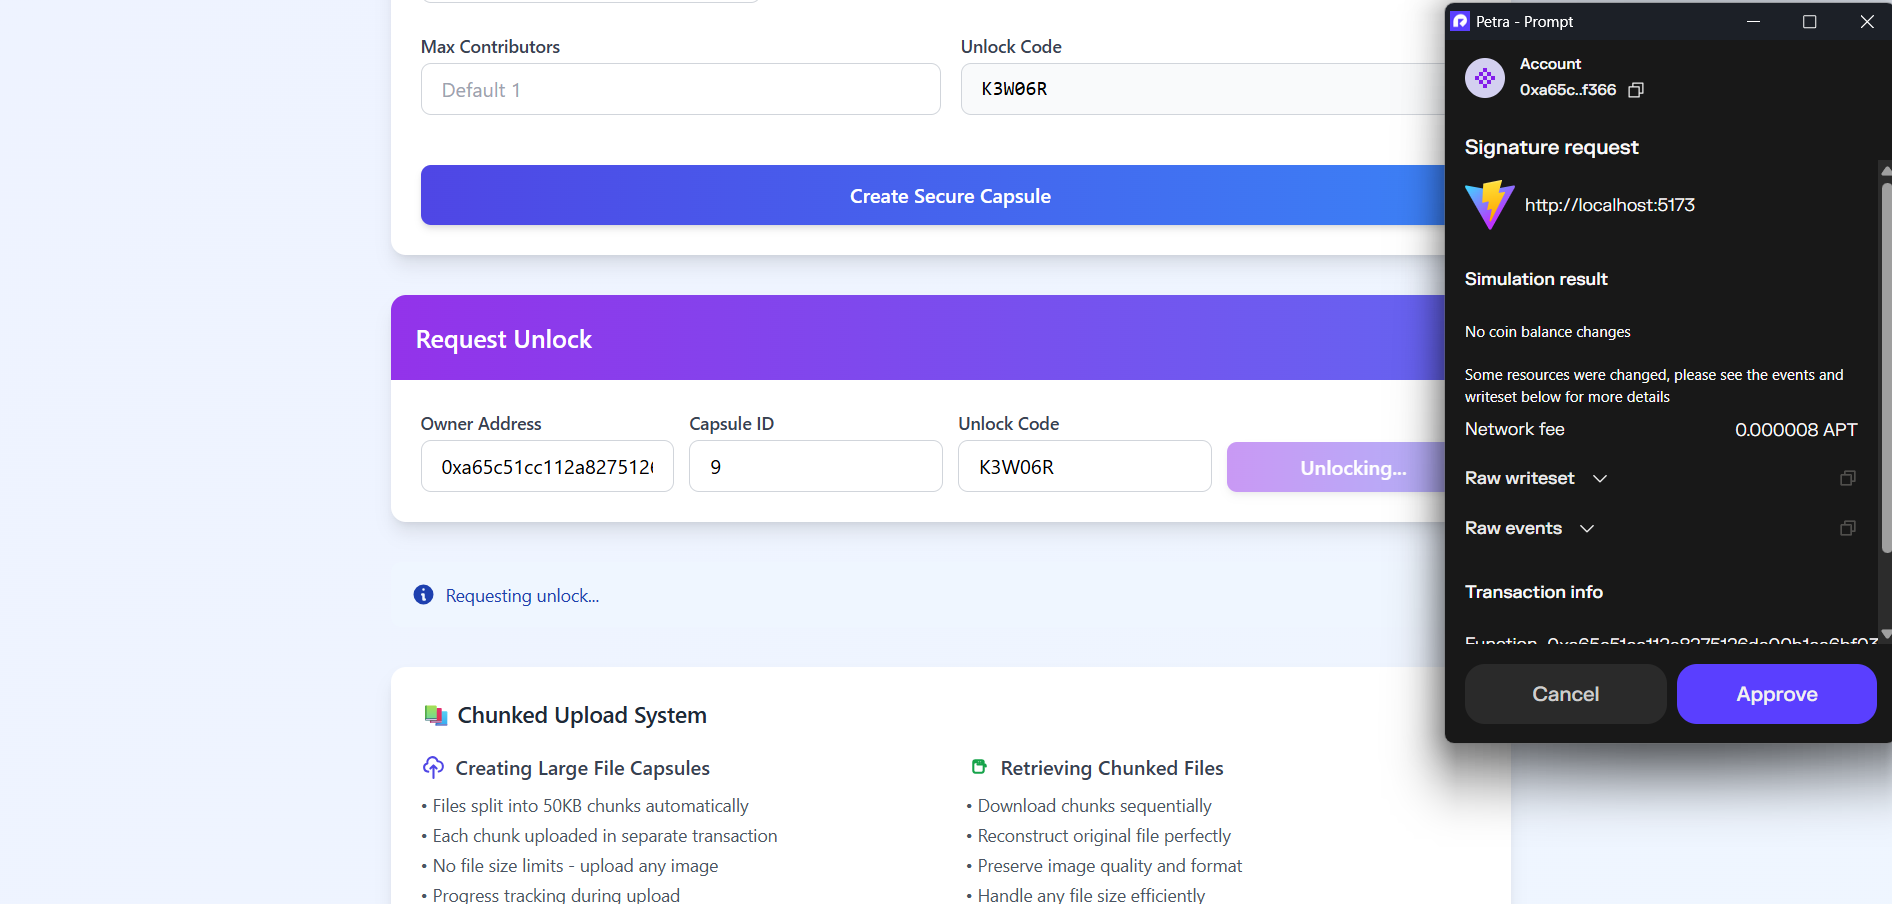 Max Contributors
Unlock Code
Default 1
K3W06R
Create Secure Capsule
Request Unlock
Owner Address
Capsule ID
Unlock Code
0xa65c51cc112a827512
9
K3W06R
Unlocking...
Requesting unlock...
Chunked Upload System
Creating Large File Capsules
• Files split into 50KB chunks automatically
• Each chunk uploaded in separate transaction
• No file size limits - upload any image
• Progress tracking during upload
Retrieving Chunked Files
• Download chunks sequentially
• Reconstruct original file perfectly
• Preserve image quality and format
• Handle any file size efficiently
Petra - Prompt
Account
0xa65c..f366
Signature request
http://localhost:5173
Simulation result
No coin balance changes
Some resources were changed, please see the events and
writeset below for more details
Network fee
0.000008 APT
Raw writeset
Raw events
Transaction info
Function
Cancel
Approve